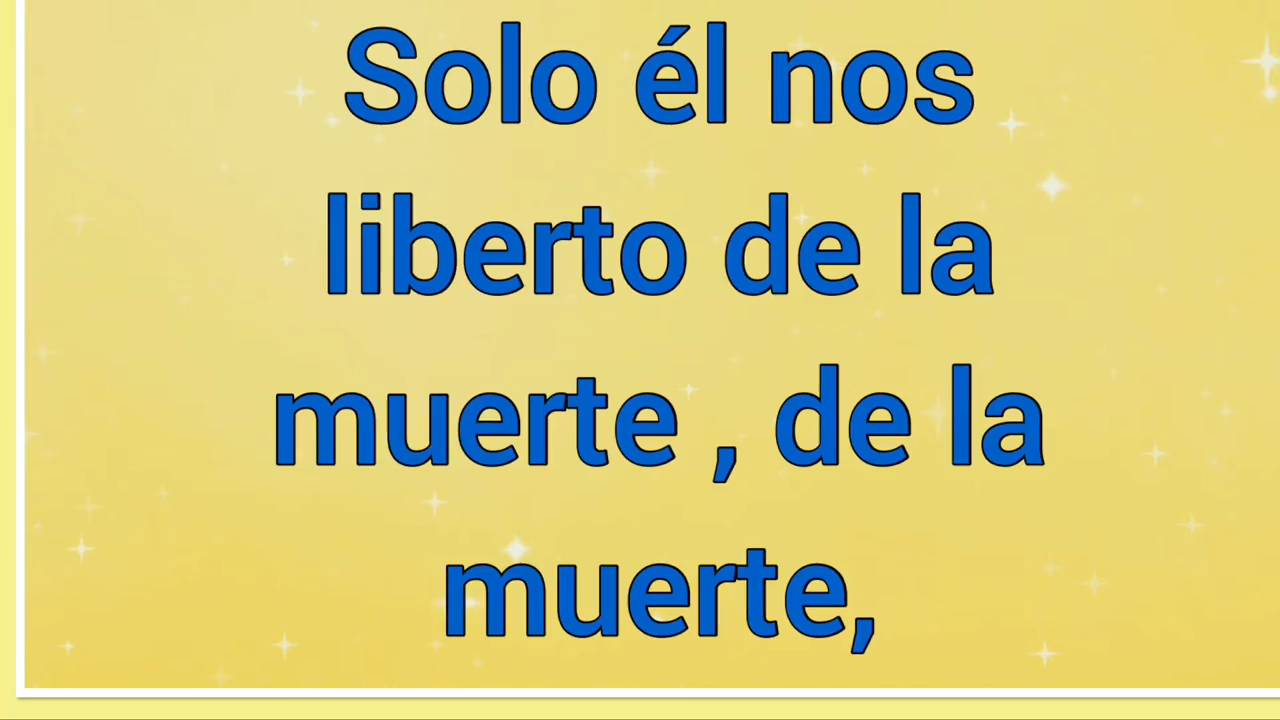 Solo él nos
liberto de la
muerte , de la
muerte,